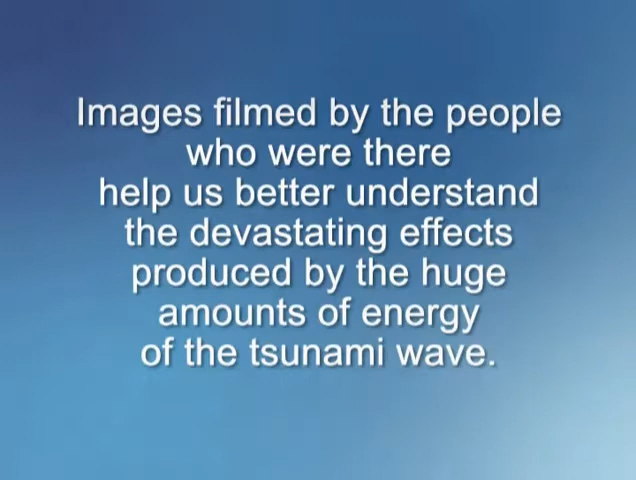 Images filmed by the people
who were there
help us better understand
the devastating effects
produced by the huge
amounts of energy
of the tsunami wave.